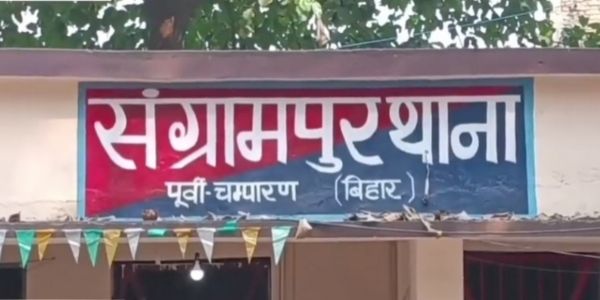 संग्रामपुर थाना
पूर्वी-चम्पारण (बिहार)